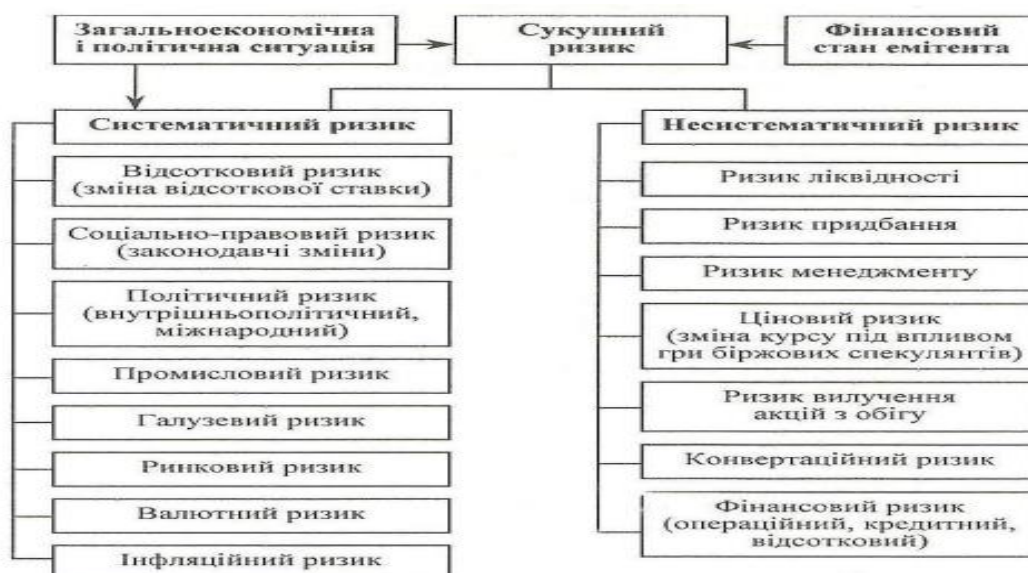 Загальноекономічна
і політична ситуація
Сукупний
ризик
Фінансовий
стан емітента
Систематичний ризик
Відсотковий ризик
(зміна відсоткової ставки)
Соціально-правовий ризик
(законодавчі зміни)
Політичний ризик
(внутрішньополітичний,
міжнародний)
Промисловий ризик
Галузевий ризик
Ринковий ризик
Валютний ризик
Інфляційний ризик
Несистематичний ризик
Ризик ліквідності
Ризик придбання
Ризик менеджменту
Ціновий ризик
(зміна курсу під впливом
гри біржових спекулянтів)
Ризик вилучення
акцій з обігу
Конвертаційний ризик
Фінансовий ризик
(операційний, кредитний,
відсотковий)